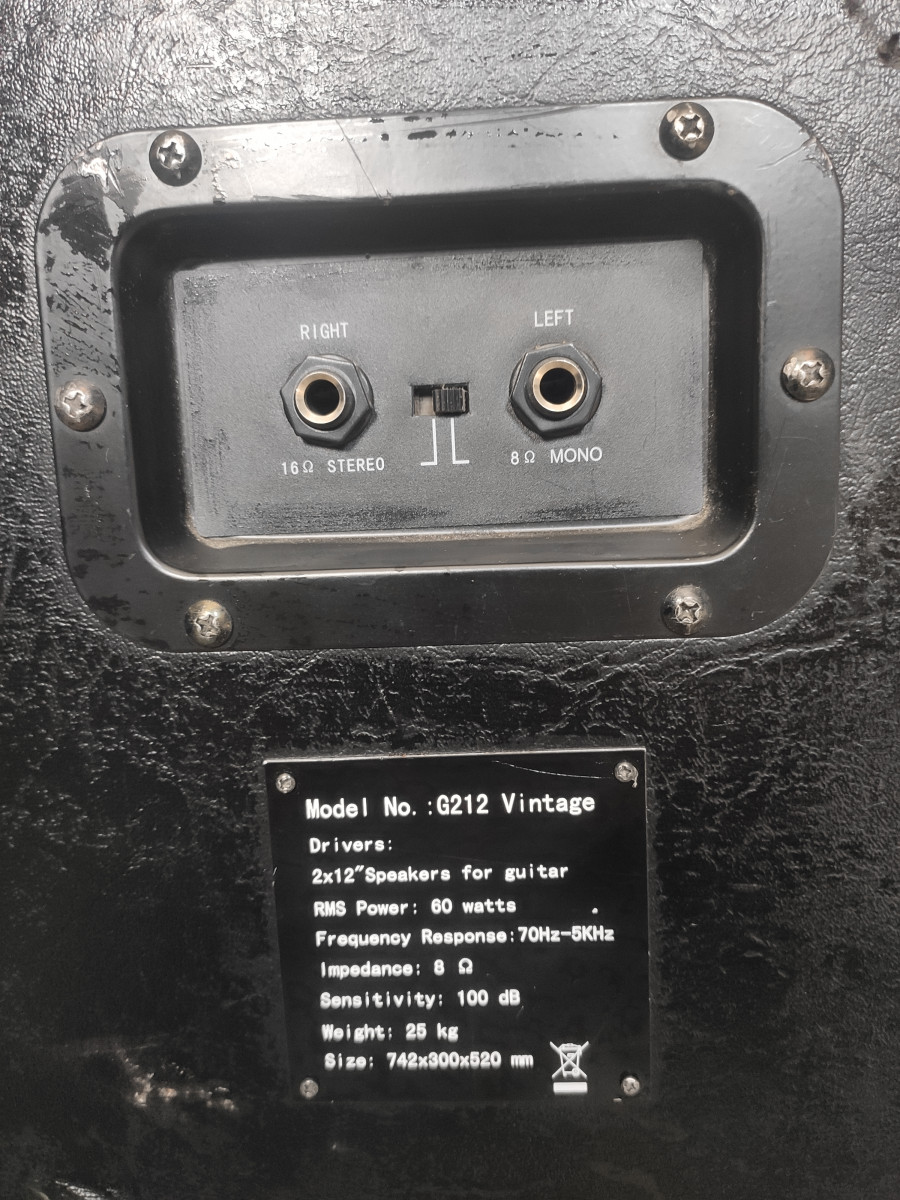 RIGHT
LEFT
16Ω STEREO
8Ω MONO
Model No.:G212 Vintage
Drivers:
2x12″Speakers for guitar
RMS Power: 60 watts
Frequency Response:70Hz-5KHz
Impedance: 8 Ω
Sensitivity: 100 dB
Weight: 25 kg
Size: 742x300x520 mm